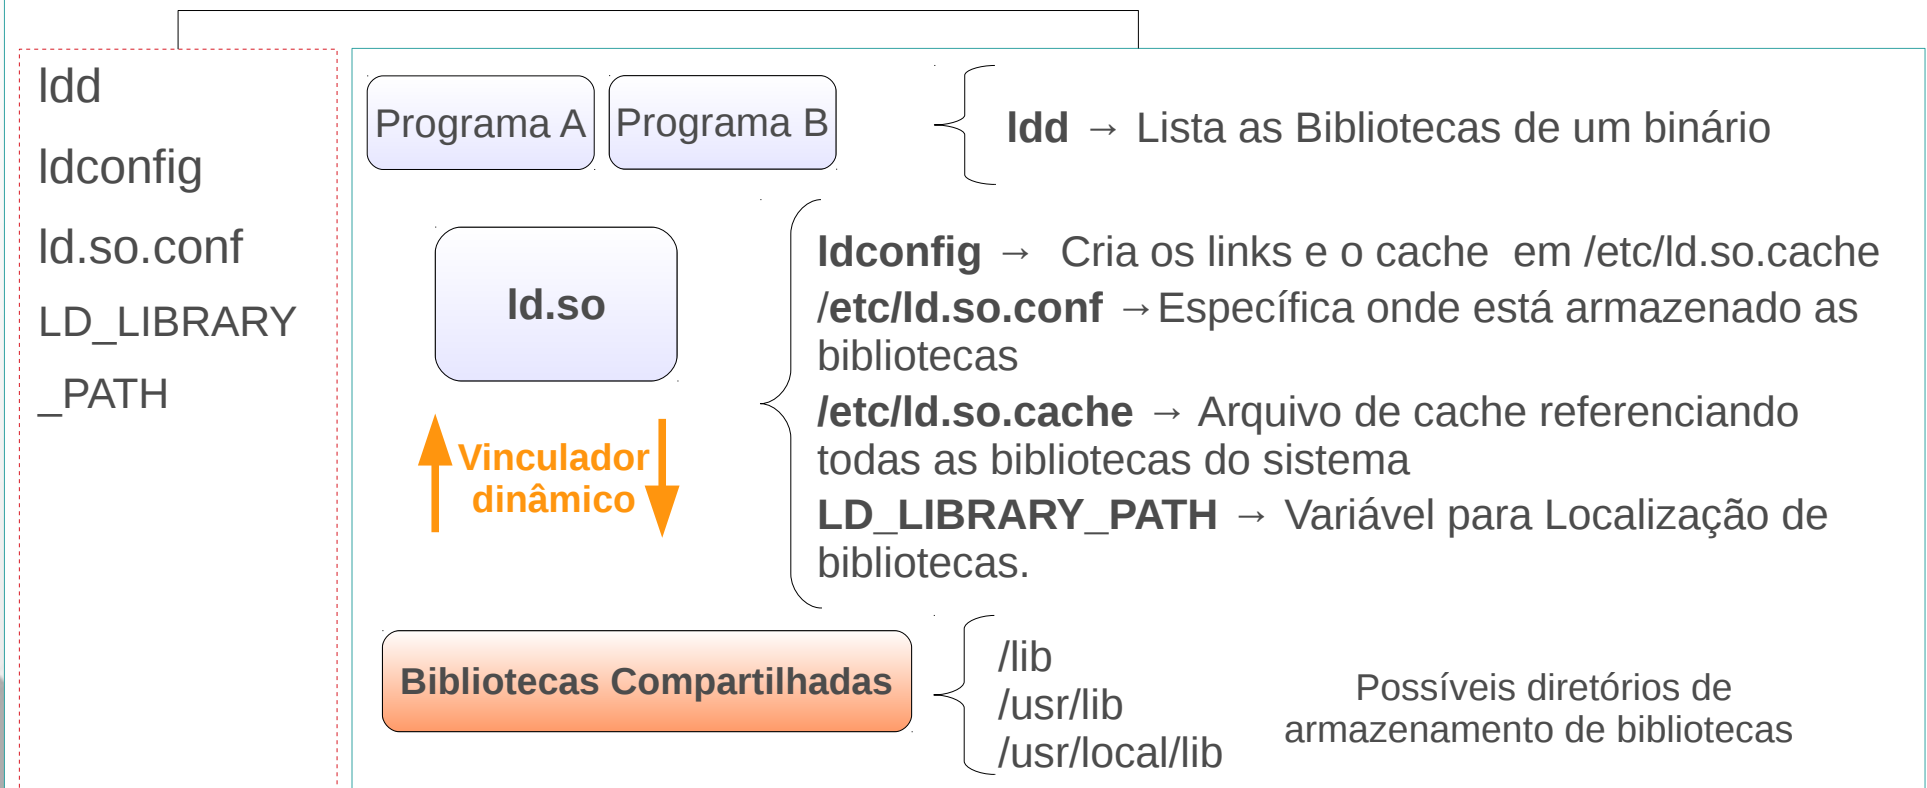 ldd
ldconfig
ld.so.conf
LD_LIBRARY
_PATH
Programa A
Programa B
ldd → Lista as Bibliotecas de um binário
ld.so
Vinculador
dinâmico
ldconfig → Cria os links e o cache em /etc/ld.so.cache
/etc/ld.so.conf →Específica onde está armazenado as
bibliotecas
/etc/ld.so.cache → Arquivo de cache referenciando
todas as bibliotecas do sistema
LD_LIBRARY_PATH → Variável para Localização de
bibliotecas.
Bibliotecas Compartilhadas
/lib
/usr/lib
/usr/local/lib
Possíveis diretórios de
armazenamento de bibliotecas